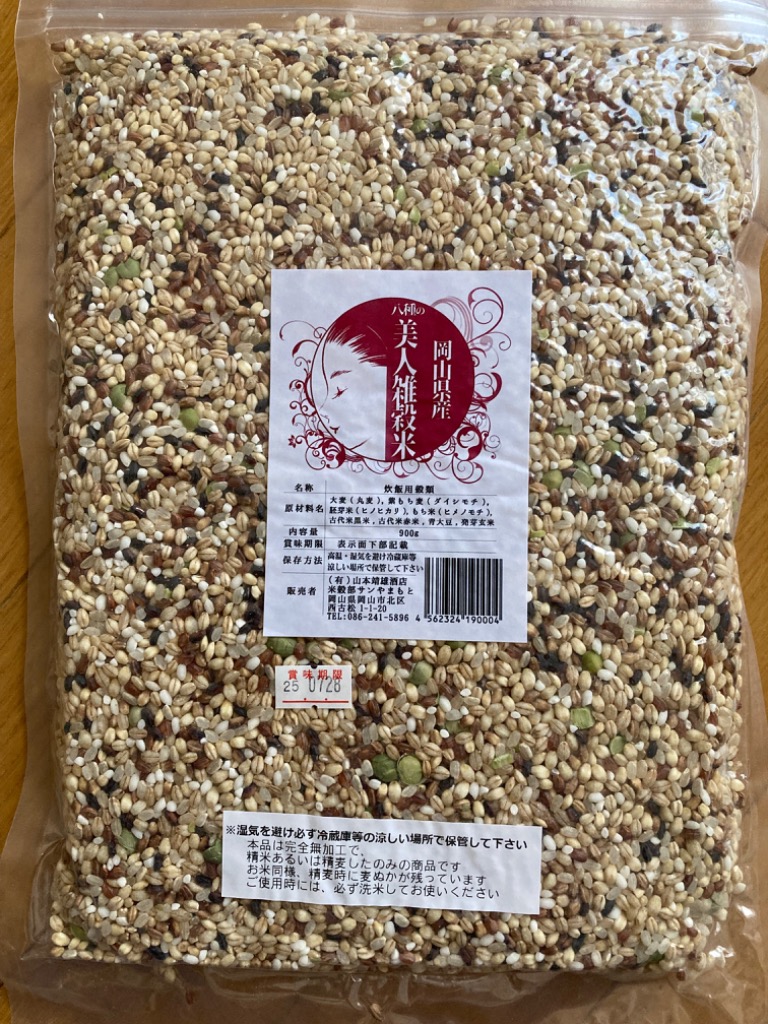 岡山県産
八種の
美人雑穀米
名称 炊飯用穀類
原材料名 大麦(丸麦),紫もち麦(ダイシモチ),
胚芽米(ヒノヒカリ),もち米(ヒメノモチ),
古代米黒米,古代米赤米,青大豆,発芽玄米
内容量 900g
賞味期限 表示面下部記載
保存方法 高温・湿気を避け冷蔵庫等
涼しい場所で保管して下さい
販売者 (有)山本靖雄酒店
米穀部サンやまもと
岡山県岡山市北区
西古松 1-1-20
TEL:086-241-5896
4 562324 190004
賞味期限
25 0728
※湿気を避け必ず冷蔵庫等の涼しい場所で保管して下さい
本品は完全無加工で、
精米あるいは精麦したのみの商品です
お米同様、精麦時に麦ぬかが残っています
ご使用時には、必ず洗米してお使いください